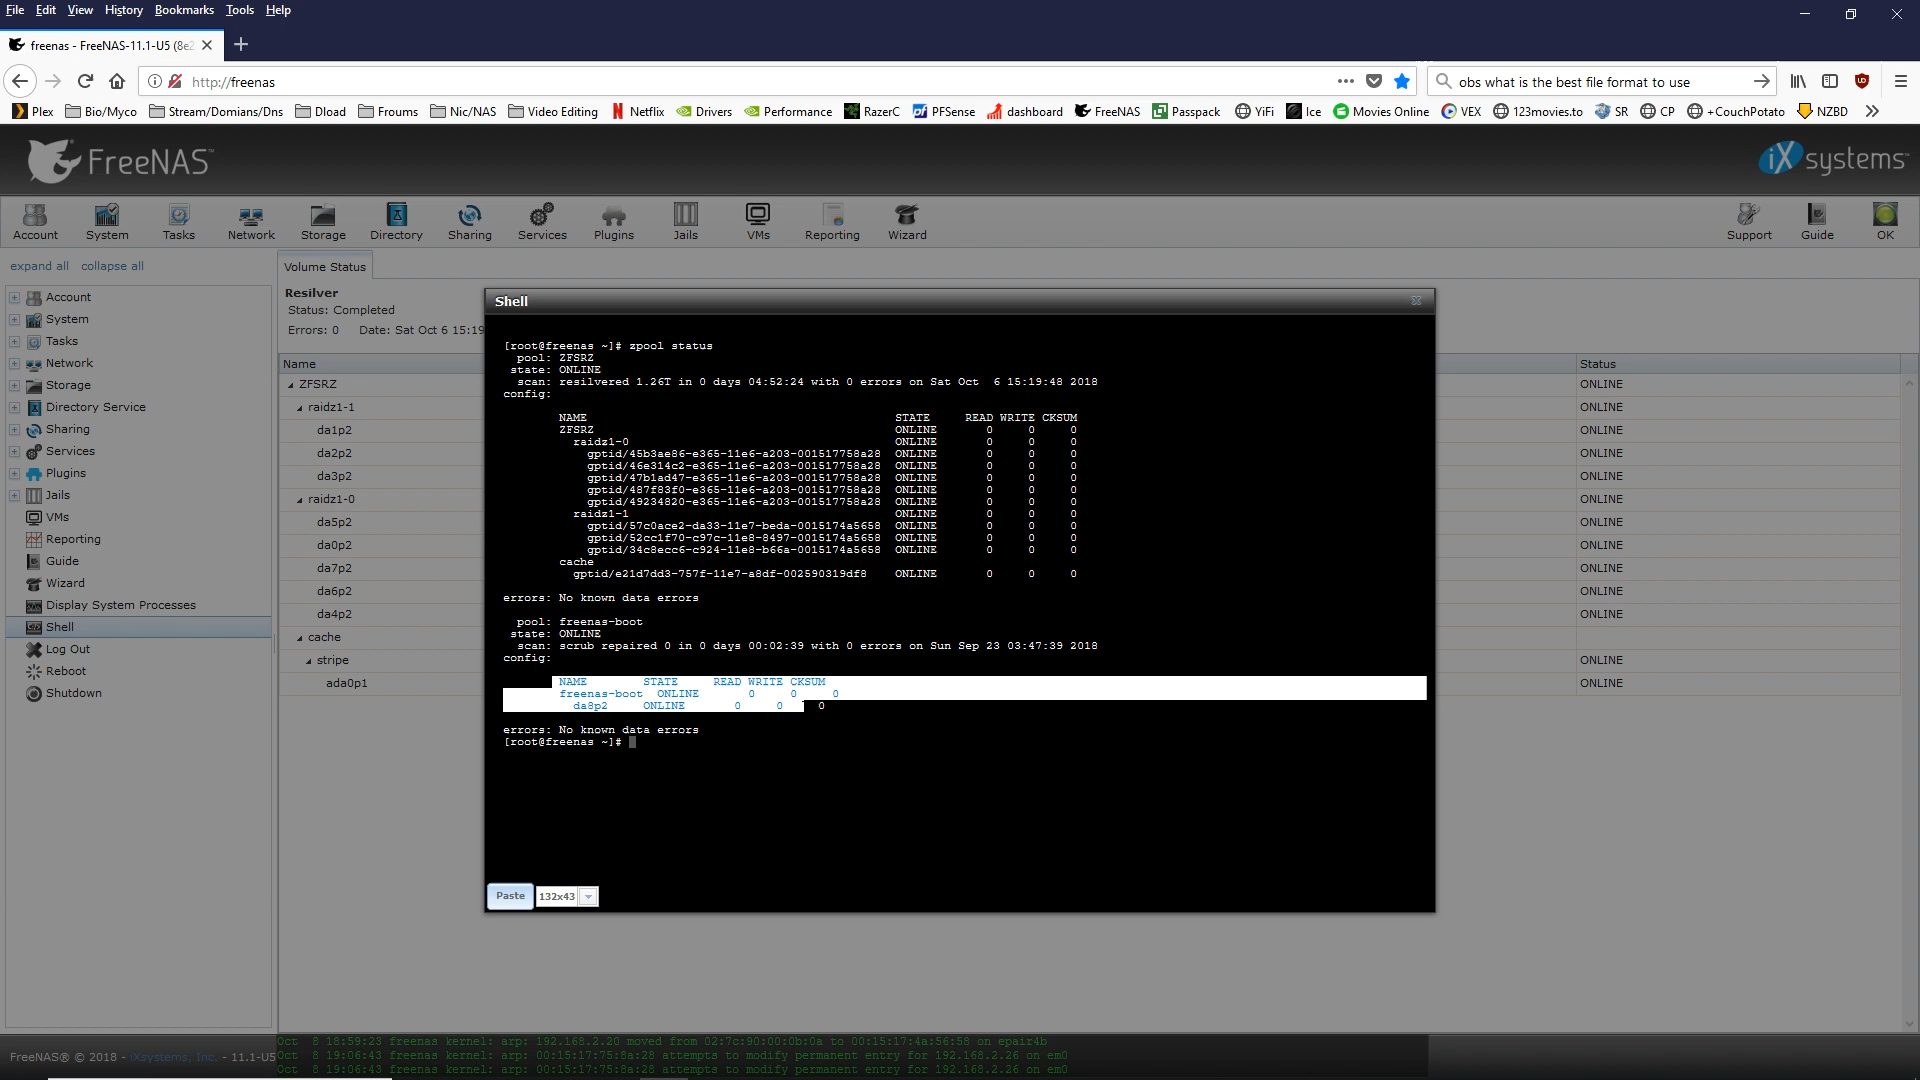 File Edit View History Bookmarks Tools Help
freenas - FreeNAS-11.1-U5 (8e2
http://freenas
obs what is the best file format to use
Plex Bio/Myco Stream/Domians/Dns Dload Froums Nic/NAS Video Editing Netflix Drivers Performance RazerC PFSense dashboard FreeNAS Passpack YiFi Ice Movies Online VEX 123movies.to SR CP +CouchPotato NZBD
FreeNAS
iXsystems
Account System Tasks Network Storage Directory Sharing Services Plugins Jails VMs Reporting Wizard Support Guide OK
expand all collapse all
Account
System
Tasks
Network
Storage
Directory Service
Sharing
Services
Plugins
Jails
VMs
Reporting
Guide
Wizard
Display System Processes
Shell
Log Out
Reboot
Shutdown
Volume Status
Resilver
Status: Completed
Errors: 0 Date: Sat Oct 6 15:19
Name Status
ZFSRZ ONLINE
raidz1-1 ONLINE
da1p2 ONLINE
da2p2 ONLINE
da3p2 ONLINE
raidz1-0 ONLINE
da5p2 ONLINE
da0p2 ONLINE
da7p2 ONLINE
da6p2 ONLINE
da4p2 ONLINE
cache
stripe ONLINE
ada0p1 ONLINE
Shell
[root@freenas ~]# zpool status
pool: ZFSRZ
state: ONLINE
scan: resilvered 1.26T in 0 days 04:52:24 with 0 errors on Sat Oct 6 15:19:48 2018
config:
NAME STATE READ WRITE CKSUM
ZFSRZ ONLINE 0 0 0
raidz1-0 ONLINE 0 0 0
gptid/45b3ae86-e365-11e6-a203-001517758a28 ONLINE 0 0 0
gptid/46e314c2-e365-11e6-a203-001517758a28 ONLINE 0 0 0
gptid/47b1ad47-e365-11e6-a203-001517758a28 ONLINE 0 0 0
gptid/487f83f0-e365-11e6-a203-001517758a28 ONLINE 0 0 0
gptid/49234820-e365-11e6-a203-001517758a28 ONLINE 0 0 0
raidz1-1 ONLINE 0 0 0
gptid/57c0ace2-da33-11e7-beda-0015174a5658 ONLINE 0 0 0
gptid/52cc1f70-c97c-11e8-8497-0015174a5658 ONLINE 0 0 0
gptid/34c8ecc6-c924-11e8-b66a-0015174a5658 ONLINE 0 0 0
cache
gptid/e21d7dd3-757f-11e7-a8df-002590319df8 ONLINE 0 0 0
errors: No known data errors
pool: freenas-boot
state: ONLINE
scan: scrub repaired 0 in 0 days 00:02:39 with 0 errors on Sun Sep 23 03:47:39 2018
config:
NAME STATE READ WRITE CKSUM
freenas-boot ONLINE 0 0 0
da8p2 ONLINE 0 0 0
errors: No known data errors
[root@freenas ~]#
Paste 132x43
FreeNAS® © 2018 - iXsystems, Inc. - 11.1-U5
Oct 8 18:59:23 freenas kernel: arp: 192.168.2.20 moved from 02:7c:90:00:0b:0a to 00:15:17:4a:56:58 on epair4b
Oct 8 19:06:43 freenas kernel: arp: 00:15:17:75:8a:28 attempts to modify permanent entry for 192.168.2.26 on em0
Oct 8 19:06:43 freenas kernel: arp: 00:15:17:75:8a:28 attempts to modify permanent entry for 192.168.2.26 on em0